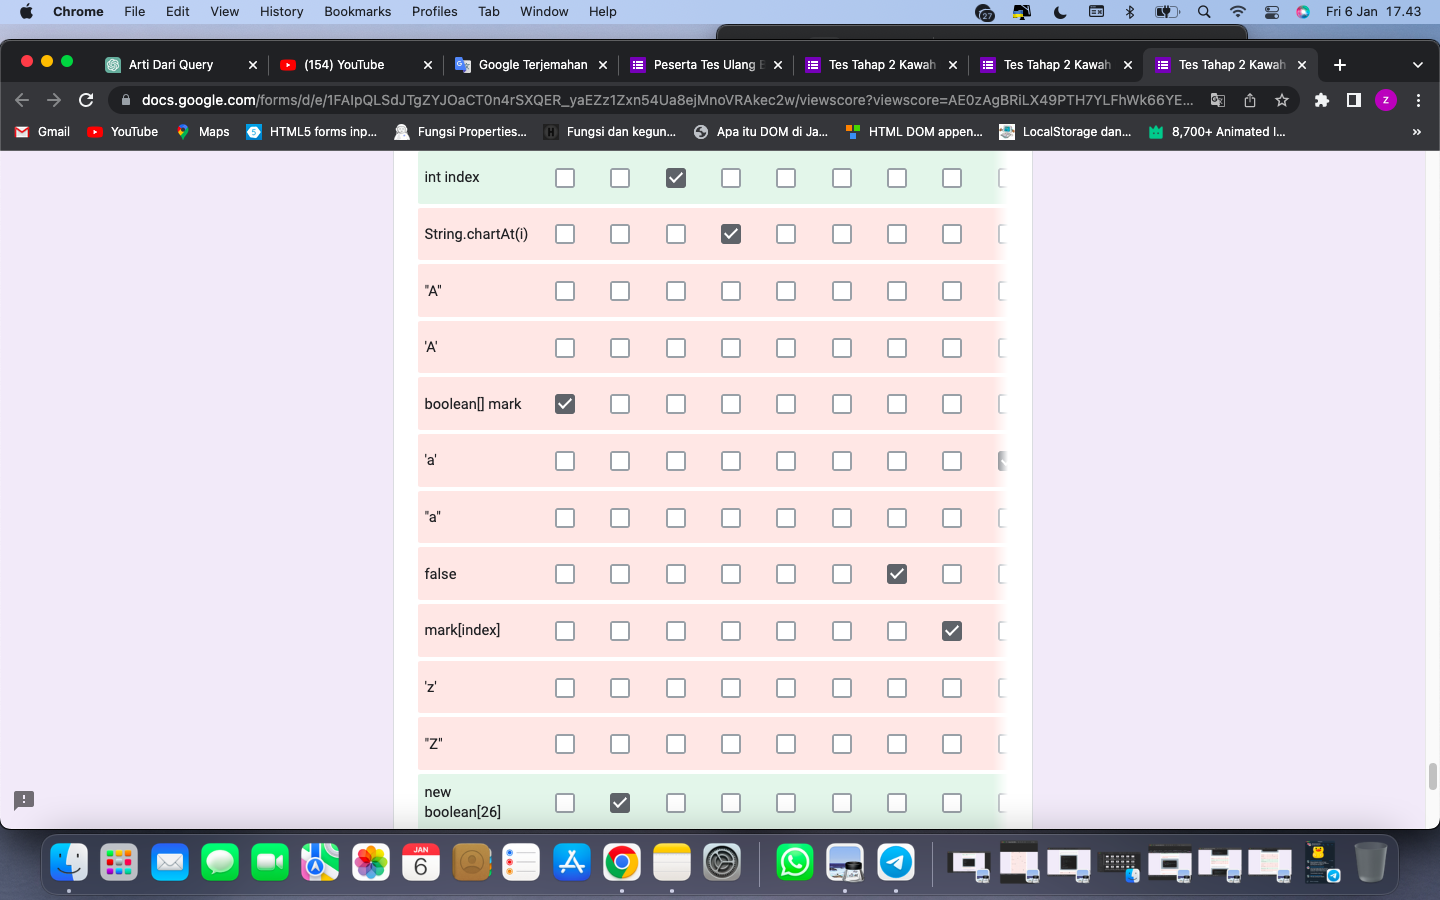 Chrome File Edit View History Bookmarks Profiles Tab Window Help
27
Fri 6 Jan 17.43
Arti Dari Query
(154) YouTube
Google Terjemahan
Peserta Tes Ulang
Tes Tahap 2 Kawah
Tes Tahap 2 Kawah
Tes Tahap 2 Kawah
docs.google.com/forms/d/e/1FAIpQLSdJTgZYJOaCT0n4rSXQER_yaEZz1Zxn54Ua8ejMnoVRAkec2w/viewscore?viewscore=AE0zAgBRiLX49PTH7YLFhWk66YE...
Z
Gmail
YouTube
Maps
HTML5 forms inp...
Fungsi Properties...
Fungsi dan kegun...
Apa itu DOM di Ja...
HTML DOM appen...
LocalStorage dan...
8,700+ Animated I...
int index
String.chartAt(i)
"A"
'A'
boolean[] mark
'a'
"a"
false
mark[index]
'z'
"Z"
new
boolean[26]
JAN
6